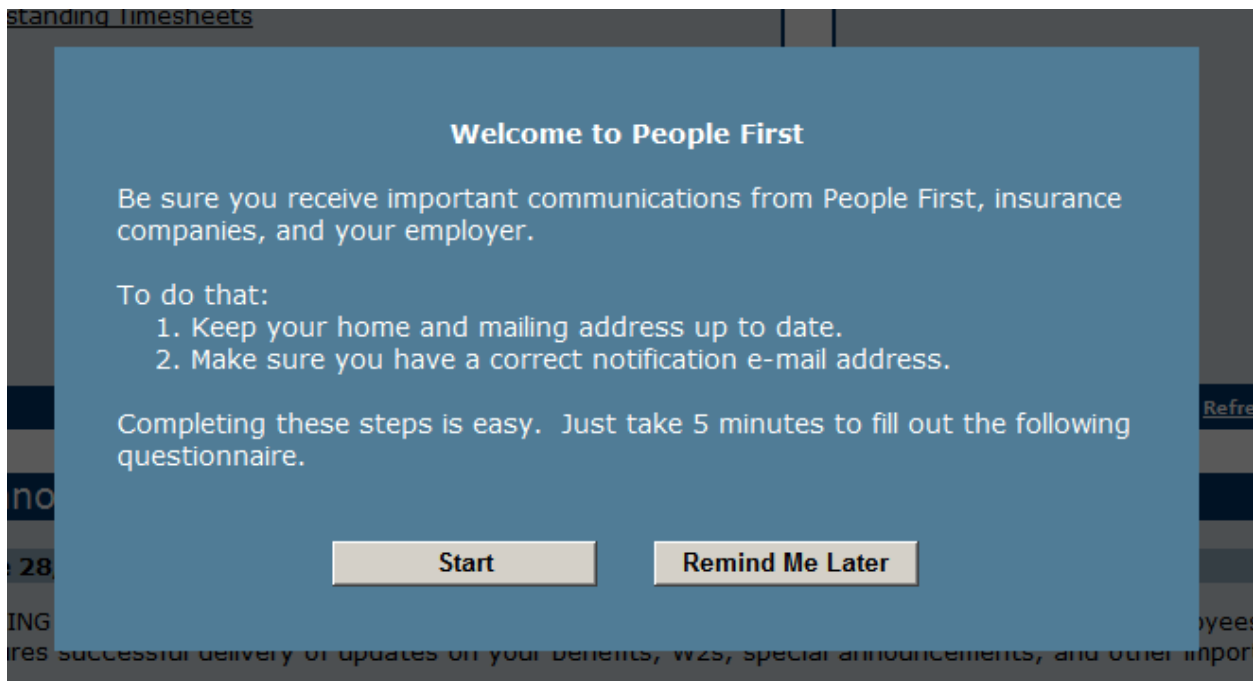 standing Timesheets
Welcome to People First
Be sure you receive important communications from People First, insurance
companies, and your employer.
To do that:
1. Keep your home and mailing address up to date.
2. Make sure you have a correct notification e-mail address.
Completing these steps is easy.  Just take 5 minutes to fill out the following
questionnaire.
Refre
no
Start
Remind Me Later
28,
ING
yees
res successful delivery of updates on your benefits, W2s, special announcements, and other impor